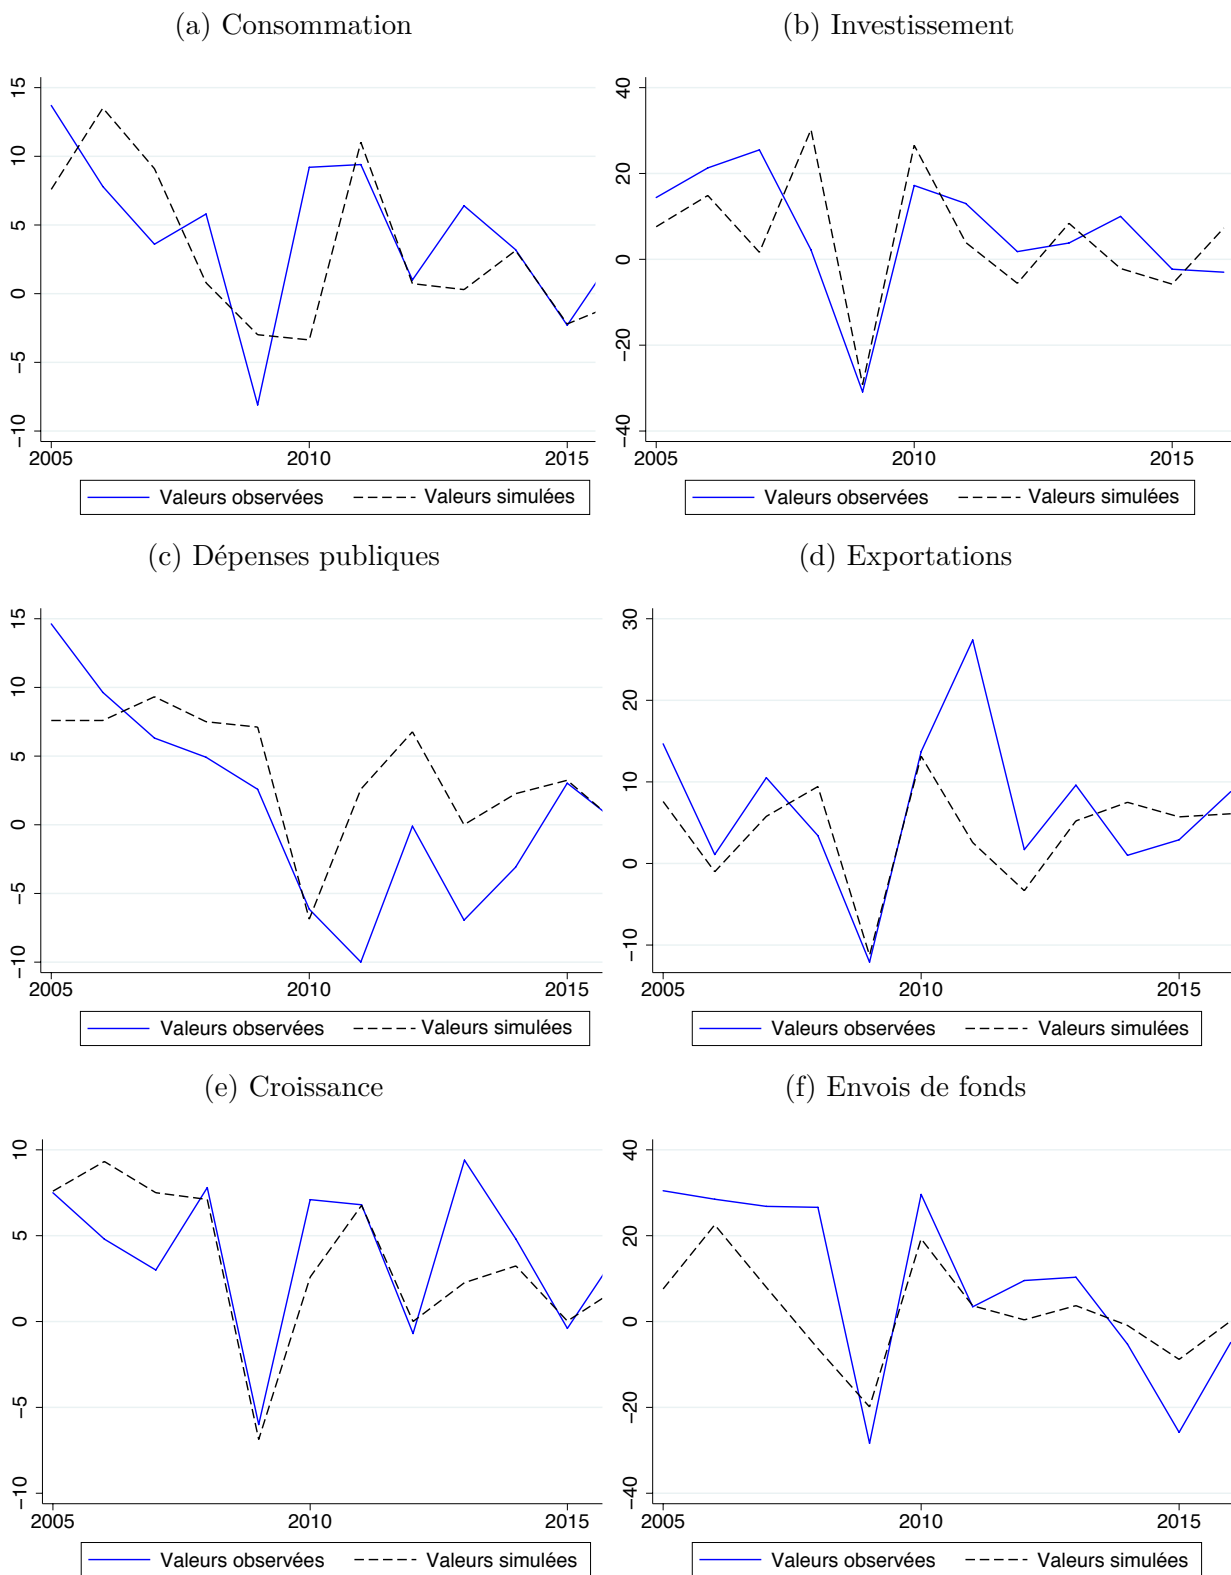 (a) Consommation
15
10
5
0
−5
−10
2005 2010 2015
Valeurs observées Valeurs simulées
(b) Investissement
40
20
0
−20
−40
2005 2010 2015
Valeurs observées Valeurs simulées
(c) Dépenses publiques
15
10
5
0
−5
−10
2005 2010 2015
Valeurs observées Valeurs simulées
(d) Exportations
30
20
10
0
−10
2005 2010 2015
Valeurs observées Valeurs simulées
(e) Croissance
10
5
0
−5
−10
2005 2010 2015
Valeurs observées Valeurs simulées
(f) Envois de fonds
40
20
0
−20
−40
2005 2010 2015
Valeurs observées Valeurs simulées